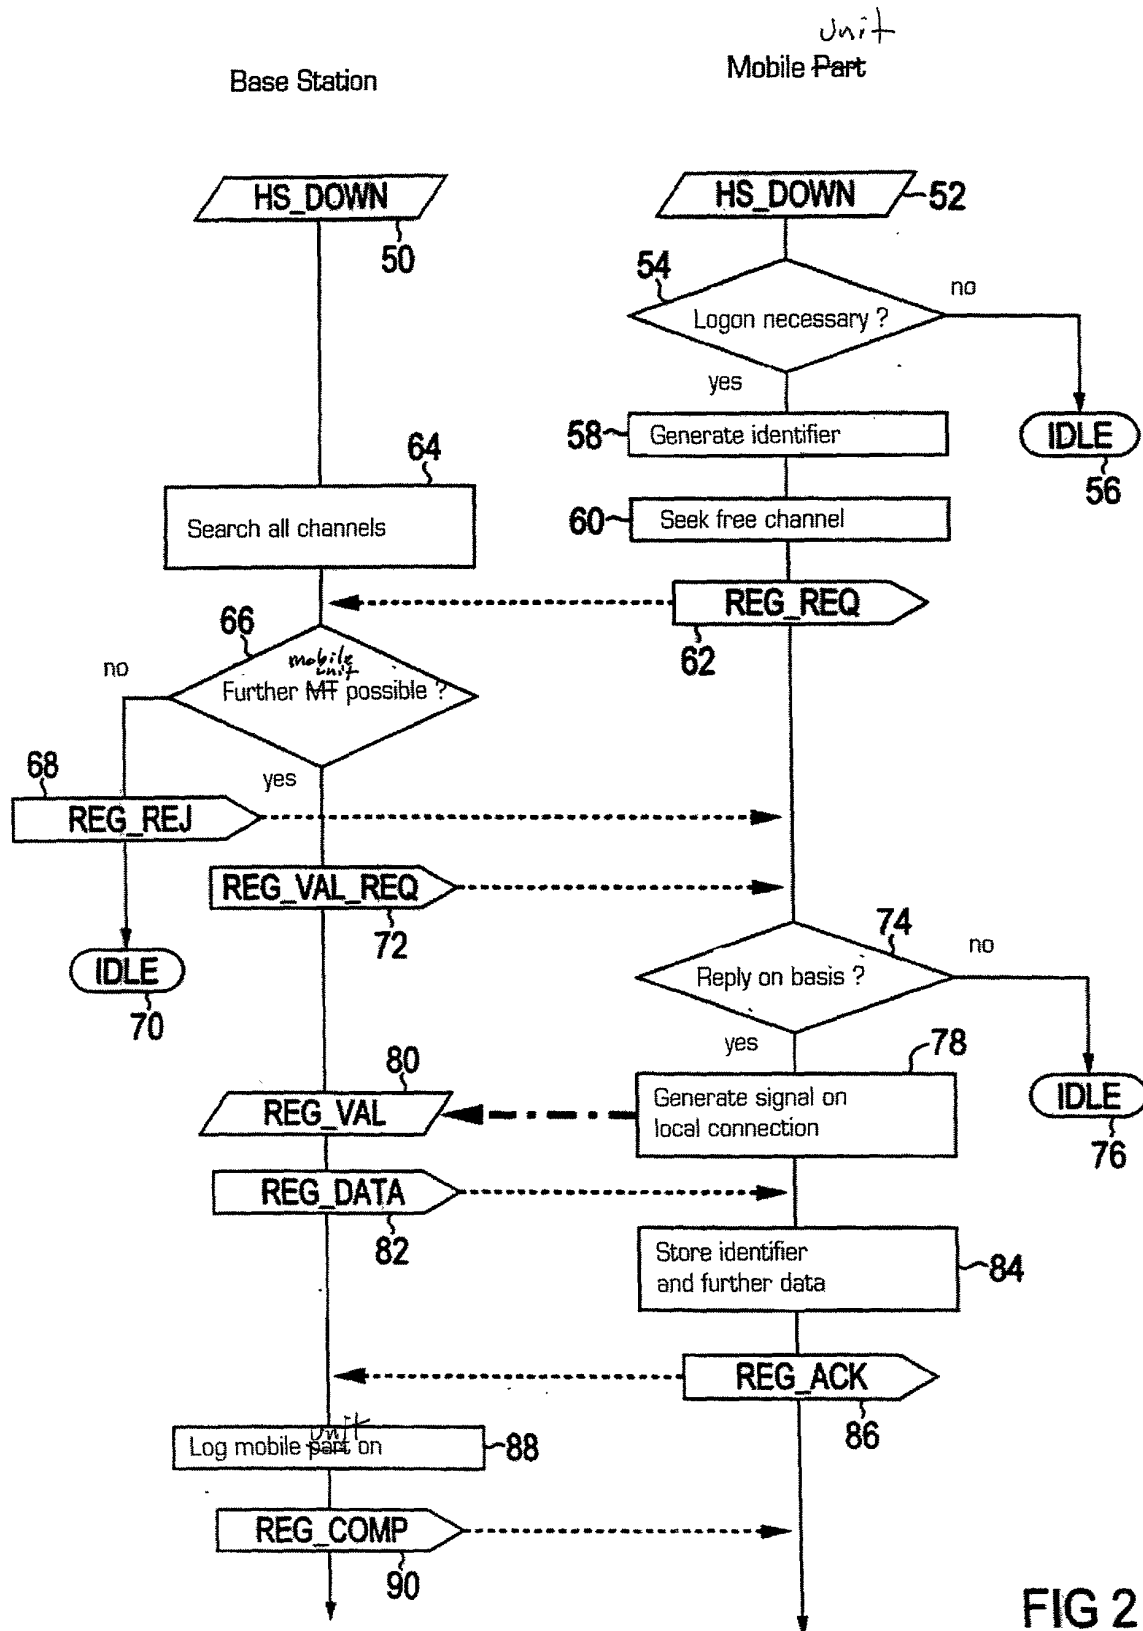 unit
Base Station
Mobile Part
HS_DOWN
50
HS_DOWN
52
54
Logon necessary ?
no
yes
58
Generate identifier
IDLE
56
64
Search all channels
60
Seek free channel
REG_REQ
62
66
no
mobile
unit
Further MT possible ?
yes
68
REG_REJ
REG_VAL_REQ
72
IDLE
70
74
Reply on basis ?
no
yes
78
Generate signal on
local connection
IDLE
76
80
REG_VAL
REG_DATA
82
Store identifier
and further data
84
REG_ACK
86
unit
Log mobile part on
88
REG_COMP
90
FIG 2